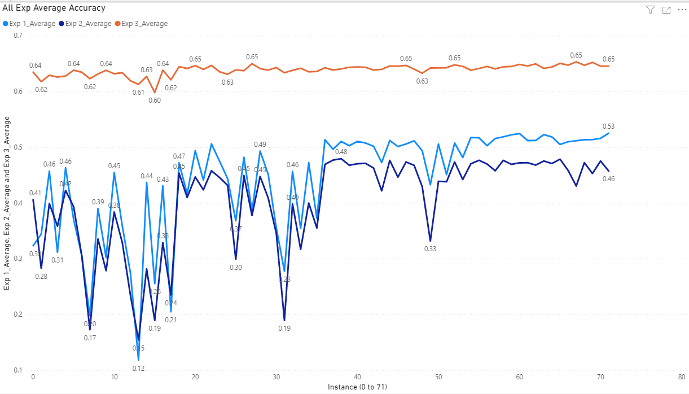 All Exp Average Accuracy
Exp 1_Average Exp 2_Average Exp 3_Average
0.7
0.64 0.64 0.64 0.63 0.64 0.65 0.65 0.65 0.65 0.65 0.65
0.62 0.62 0.61 0.60 0.62 0.63 0.63
0.6
0.53
0.5
0.46 0.46 0.45 0.44 0.43 0.47 0.49 0.46 0.48
0.41 0.39 0.46
0.4
0.31 0.30 0.33
0.3
0.28
0.21
0.2
0.17 0.19 0.19
0.12
0.1
0 10 20 30 40 50 60 70 80
Instance (0 to 71)
Exp 1_Average, Exp 2_Average and Exp 3_Average